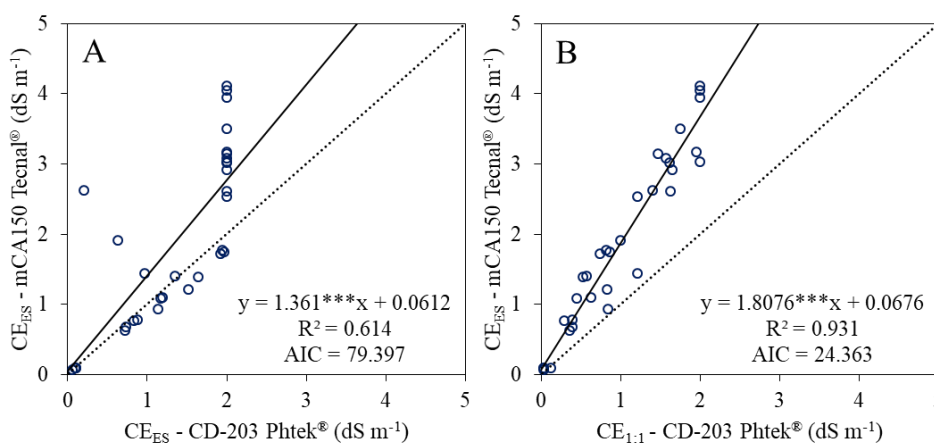 A
CE_ES - mCA150 Tecnal® (dS m⁻¹)
5
4
3
2
1
0
y = 1.361***x + 0.0612
R² = 0.614
AIC = 79.397
0 1 2 3 4 5
CE_ES - CD-203 Phtek® (dS m⁻¹)
B
CE_ES - mCA150 Tecnal® (dS m⁻¹)
5
4
3
2
1
0
y = 1.8076***x + 0.0676
R² = 0.931
AIC = 24.363
0 1 2 3 4 5
CE_1:1 - CD-203 Phtek® (dS m⁻¹)